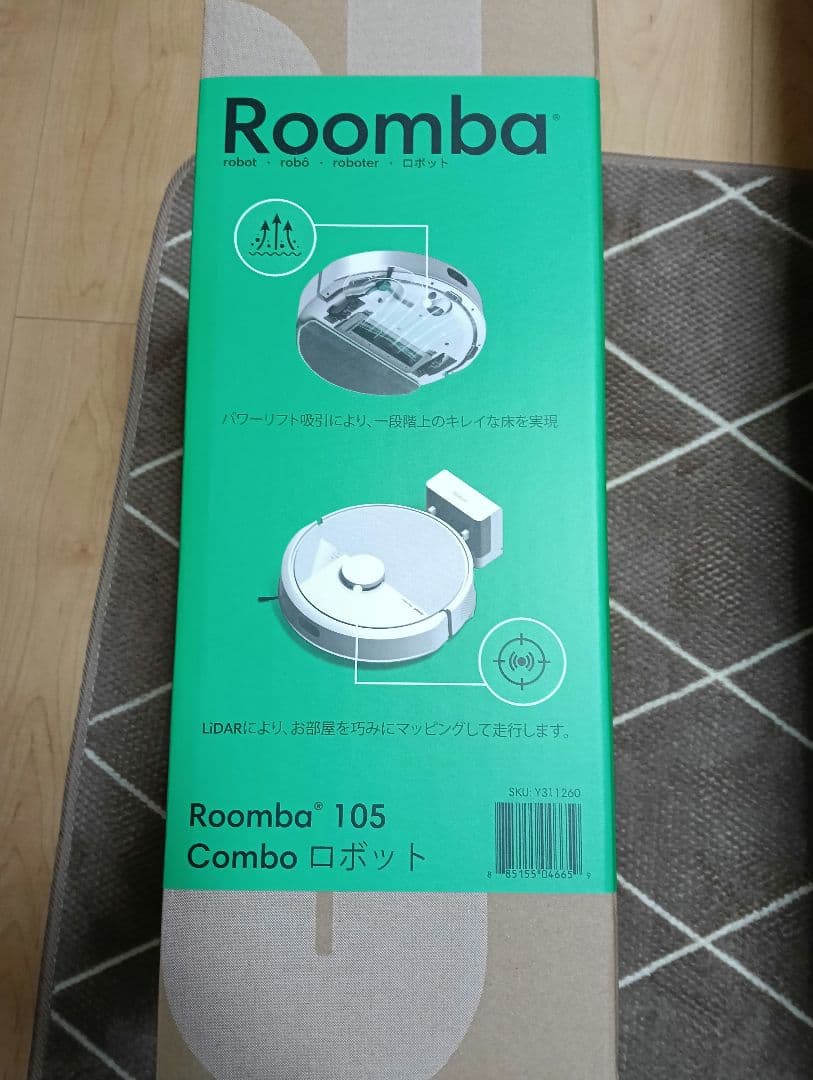 Roomba®
robot · robô · roboter · ロボット
パワーリフト吸引により、一段階上のキレイな床を実現
LiDARにより、お部屋を巧みにマッピングして走行します。
SKU: Y311260
Roomba® 105
Combo ロボット
8 85155 04665 9